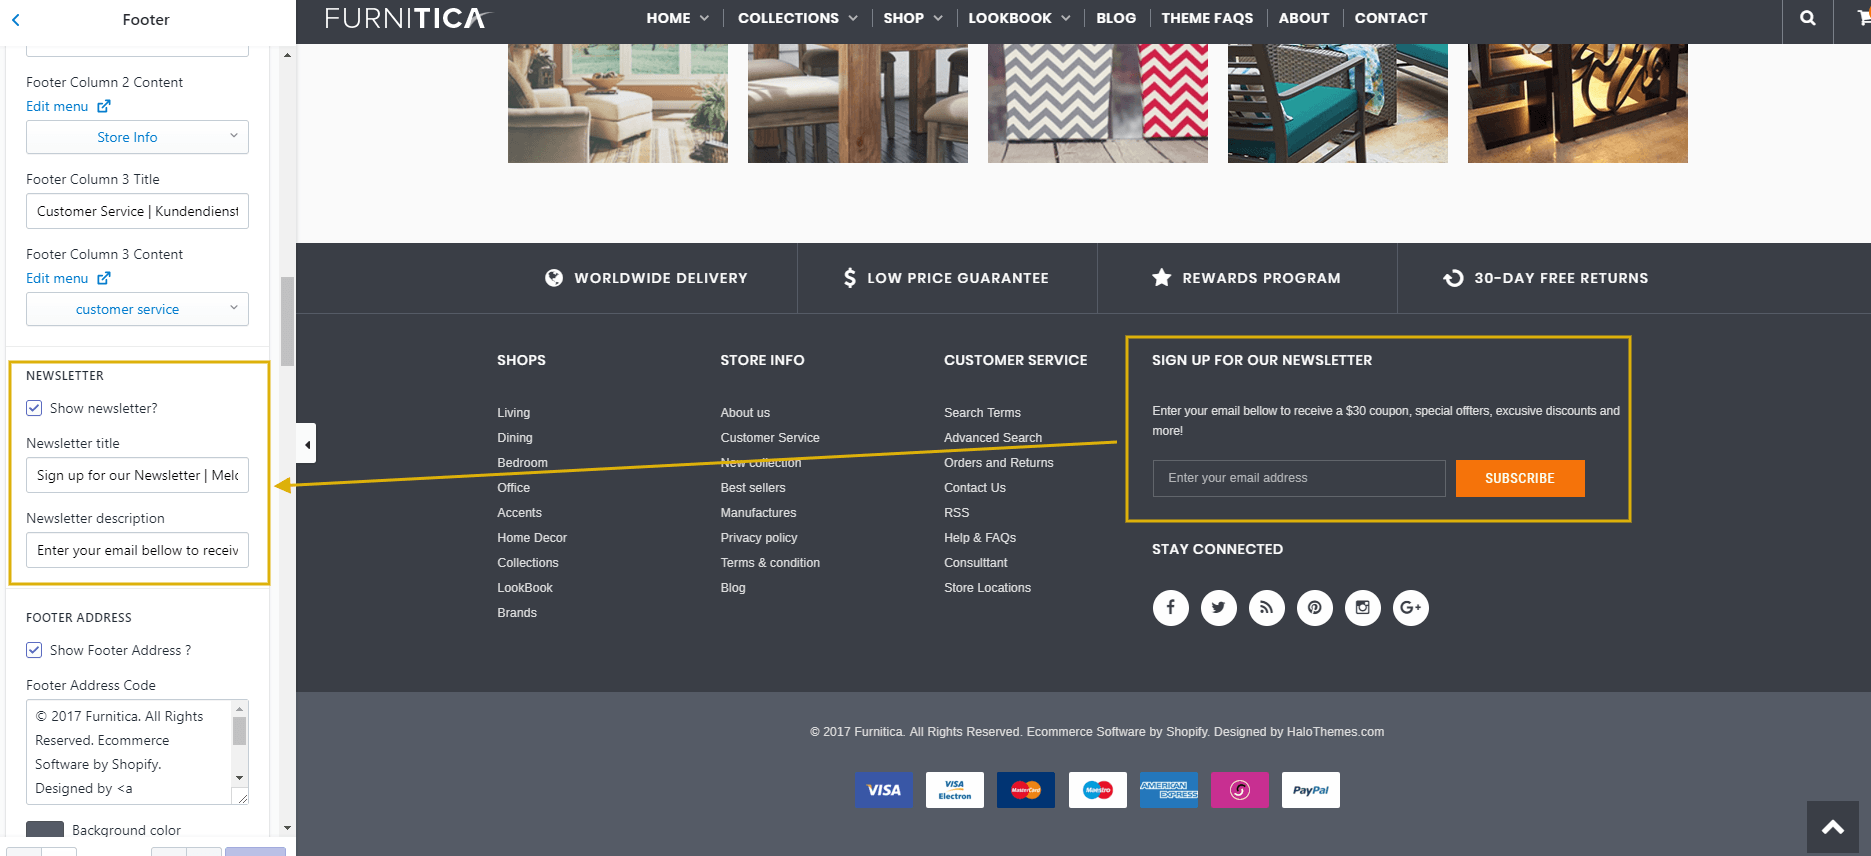 Footer
Footer Column 2 Content
Edit menu
Store Info
Footer Column 3 Title
Customer Service | Kundendienst
Footer Column 3 Content
Edit menu
customer service
NEWSLETTER
Show newsletter?
Newsletter title
Sign up for our Newsletter | Melc
Newsletter description
Enter your email bellow to receiv
FOOTER ADDRESS
Show Footer Address ?
Footer Address Code
© 2017 Furnitica. All Rights
Reserved. Ecommerce
Software by Shopify.
Designed by <a
Background color
FURNITICA
HOME
COLLECTIONS
SHOP
LOOKBOOK
BLOG
THEME FAQS
ABOUT
CONTACT
WORLDWIDE DELIVERY
LOW PRICE GUARANTEE
REWARDS PROGRAM
30-DAY FREE RETURNS
SHOPS
Living
Dining
Bedroom
Office
Accents
Home Decor
Collections
LookBook
Brands
STORE INFO
About us
Customer Service
New collection
Best sellers
Manufactures
Privacy policy
Terms & condition
Blog
CUSTOMER SERVICE
Search Terms
Advanced Search
Orders and Returns
Contact Us
RSS
Help & FAQs
Consulttant
Store Locations
SIGN UP FOR OUR NEWSLETTER
Enter your email bellow to receive a $30 coupon, special offters, excusive discounts and
more!
Enter your email address
SUBSCRIBE
STAY CONNECTED
© 2017 Furnitica. All Rights Reserved. Ecommerce Software by Shopify. Designed by HaloThemes.com
VISA
VISA
Electron
MasterCard
Maestro
AMERICAN
EXPRESS
PayPal